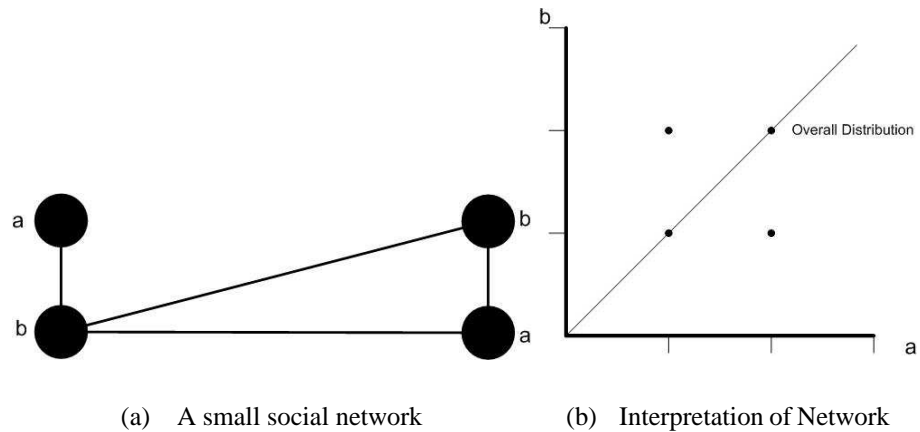 b
a
b
Overall Distribution
b
a
a
(a) A small social network
(b) Interpretation of Network